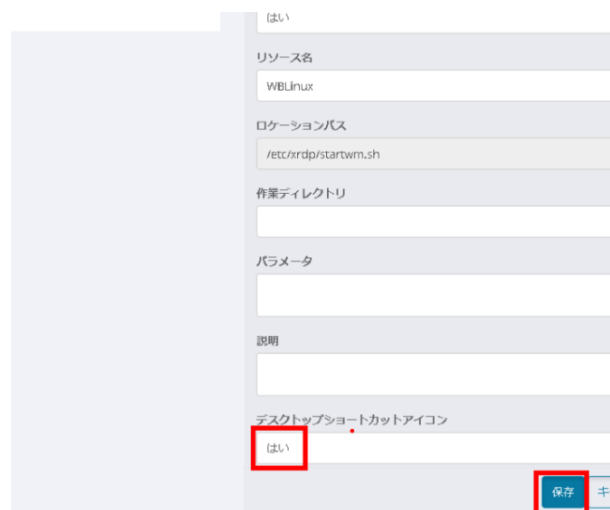 はい
リソース名
WBLinux
ロケーションパス
/etc/xrdp/startwm.sh
作業ディレクトリ
パラメータ
説明
デスクトップショートカットアイコン
はい
保存